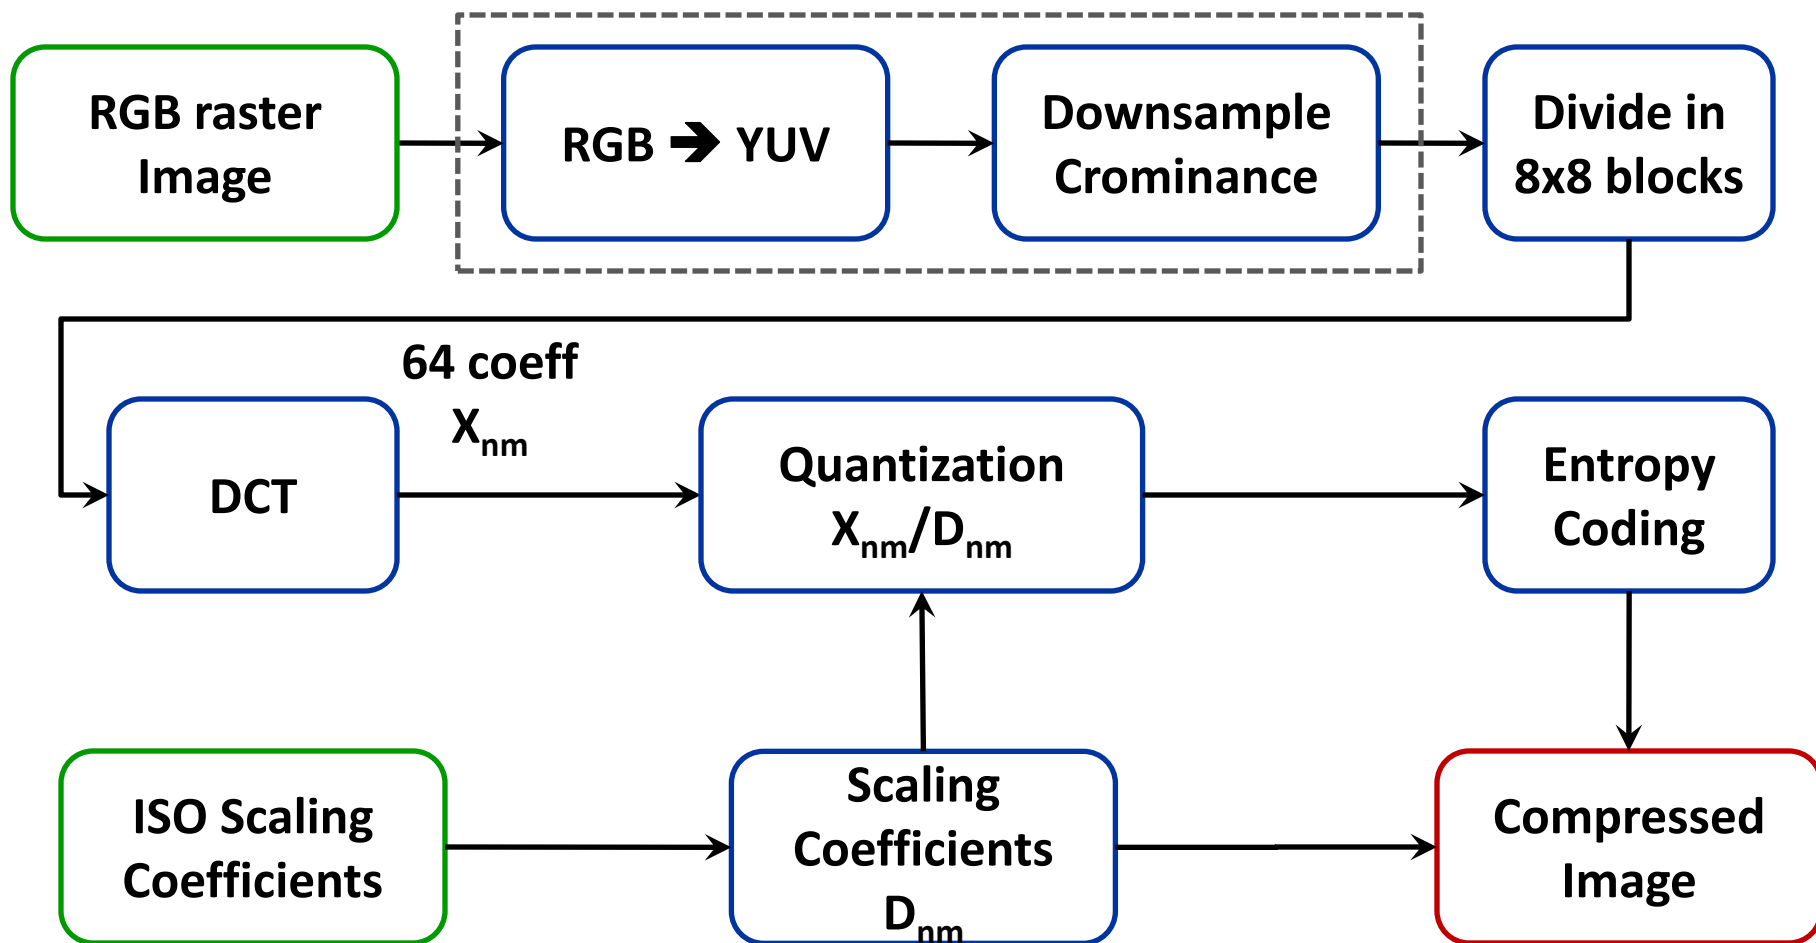 RGB raster
Image
RGB ➔ YUV
Downsample
Crominance
Divide in
8x8 blocks
64 coeff
Xnm
DCT
Quantization
Xnm/Dnm
Entropy
Coding
ISO Scaling
Coefficients
Scaling
Coefficients
Dnm
Compressed
Image